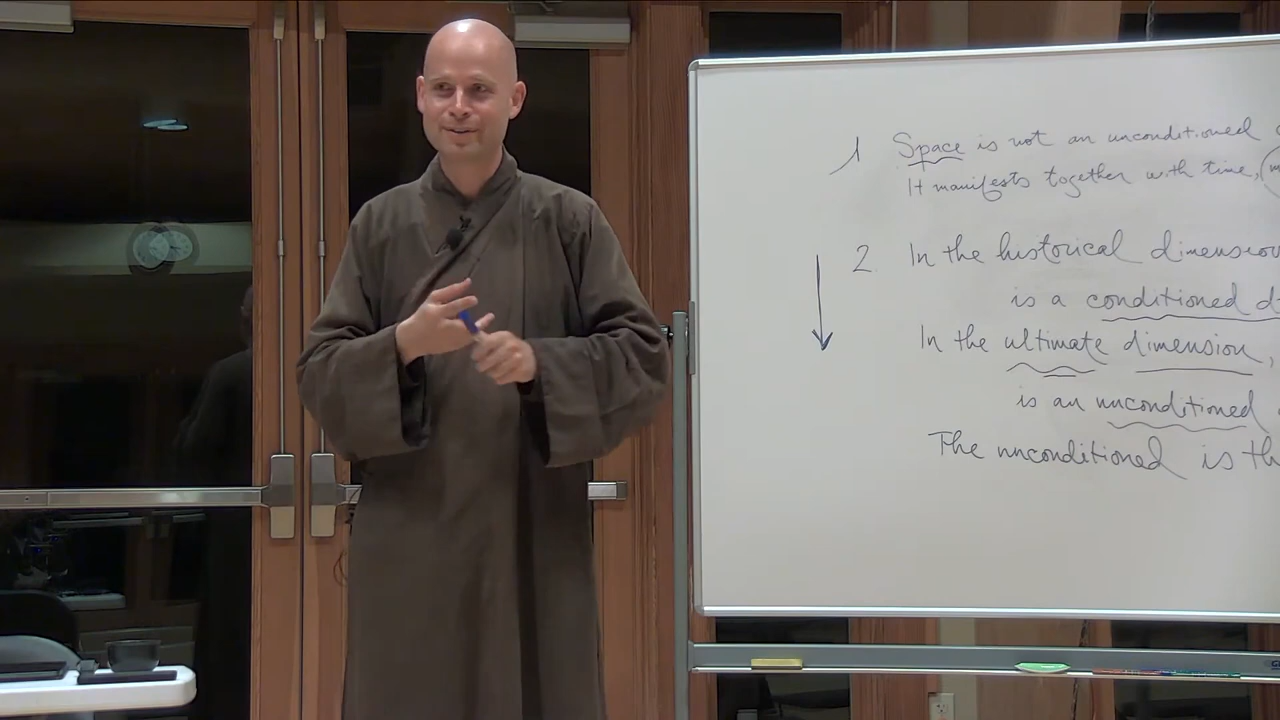 1 Space is not an unconditioned
It manifests together with time,
2. In the historical dimension
is a conditioned d
In the ultimate dimension,
is an unconditioned
The unconditioned is th